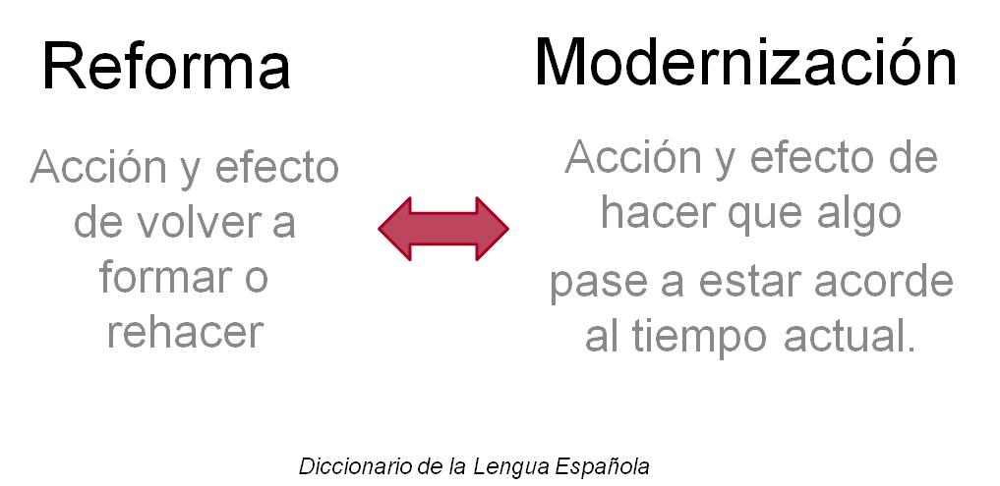 Reforma
Acción y efecto
de volver a
formar o
rehacer
Modernización
Acción y efecto de
hacer que algo
pase a estar acorde
al tiempo actual.
Diccionario de la Lengua Española